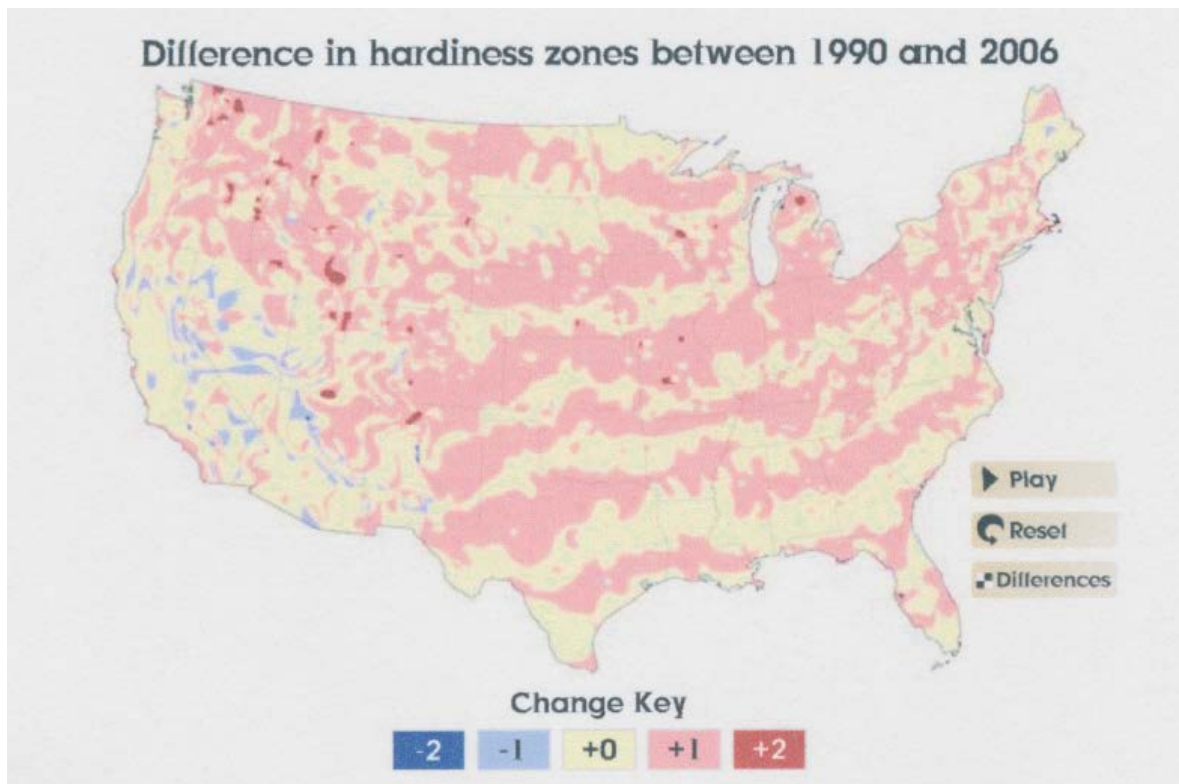 Difference in hardiness zones between 1990 and 2006
Play
Reset
Differences
Change Key
-2 -1 +0 +1 +2